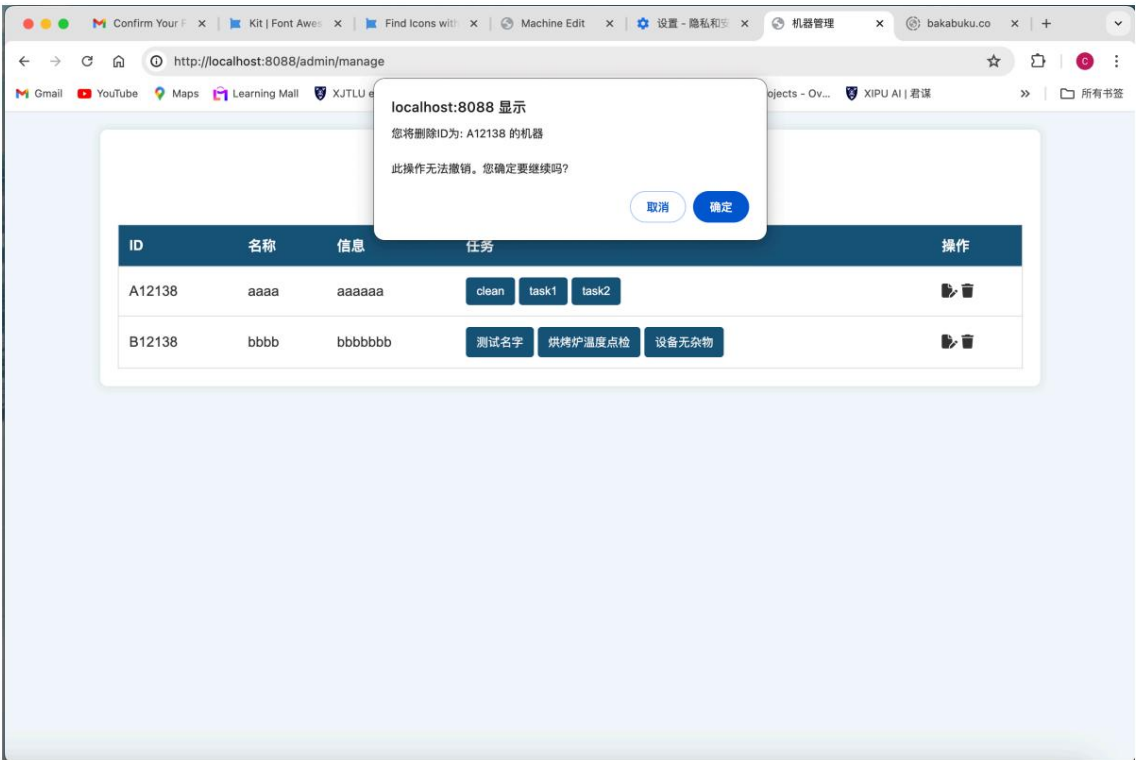 Confirm Your F
Kit | Font Awes
Find Icons with
Machine Edit
设置 - 隐私和安
机器管理
bakabuku.co
http://localhost:8088/admin/manage
Gmail
YouTube
Maps
Learning Mall
XJTLU e
ojects - Ov...
XIPU AI | 君谋
所有书签
localhost:8088 显示
您将删除ID为: A12138 的机器
此操作无法撤销。您确定要继续吗?
取消 确定
ID 名称 信息 任务 操作
A12138 aaaa aaaaaa clean task1 task2
B12138 bbbb bbbbbbb 测试名字 烘烤炉温度点检 设备无杂物